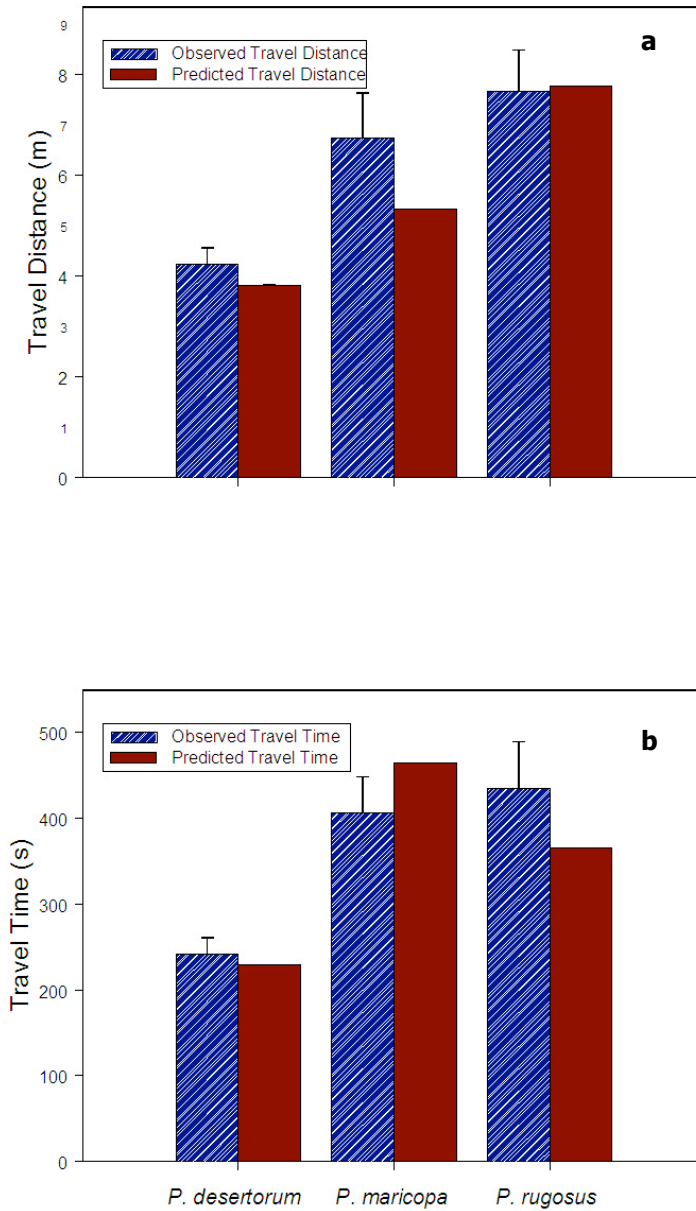 9
a
Observed Travel Distance
Predicted Travel Distance
8
7
6
5
4
3
2
1
0
Travel Distance (m)
b
Observed Travel Time
Predicted Travel Time
500
400
300
200
100
0
Travel Time (s)
P. desertorum P. maricopa P. rugosus